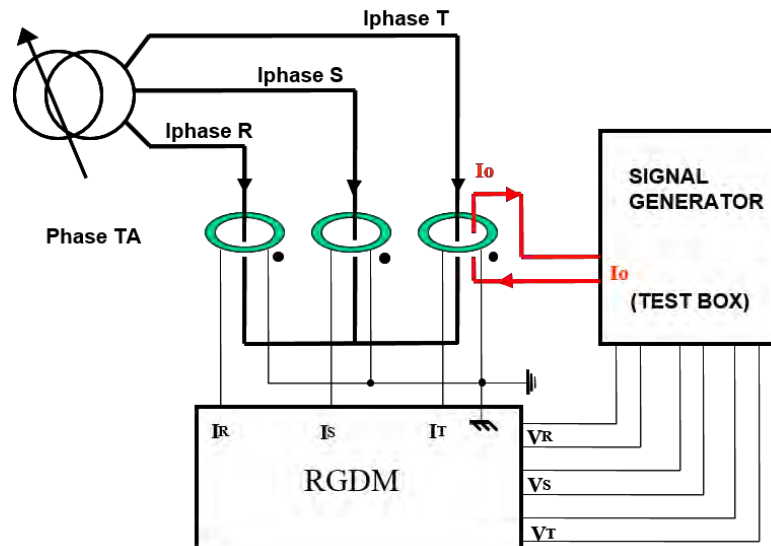 Iphase T
Iphase S
Iphase R
Io
SIGNAL
GENERATOR
Phase TA
Io
(TEST BOX)
IR
IS
IT
VR
RGDM
VS
VT